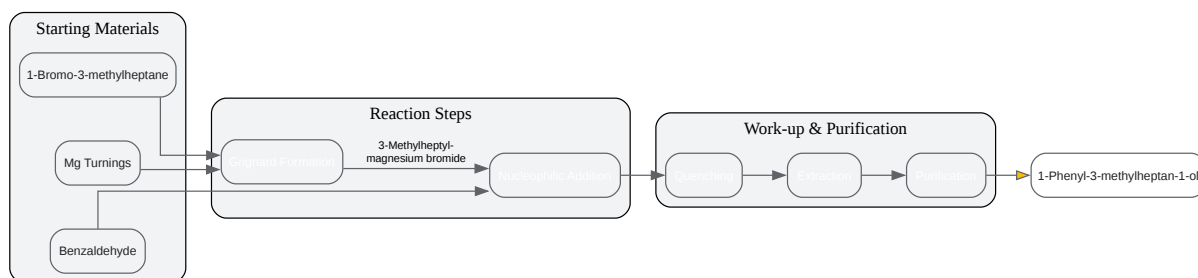 Starting Materials
1-Bromo-3-methylheptane
Mg Turnings
Benzaldehyde
Reaction Steps
Grignard Formation
3-Methylheptyl-
magnesium bromide
Nucleophilic Addition
Work-up & Purification
Quenching
Extraction
Purification
1-Phenyl-3-methylheptan-1-ol